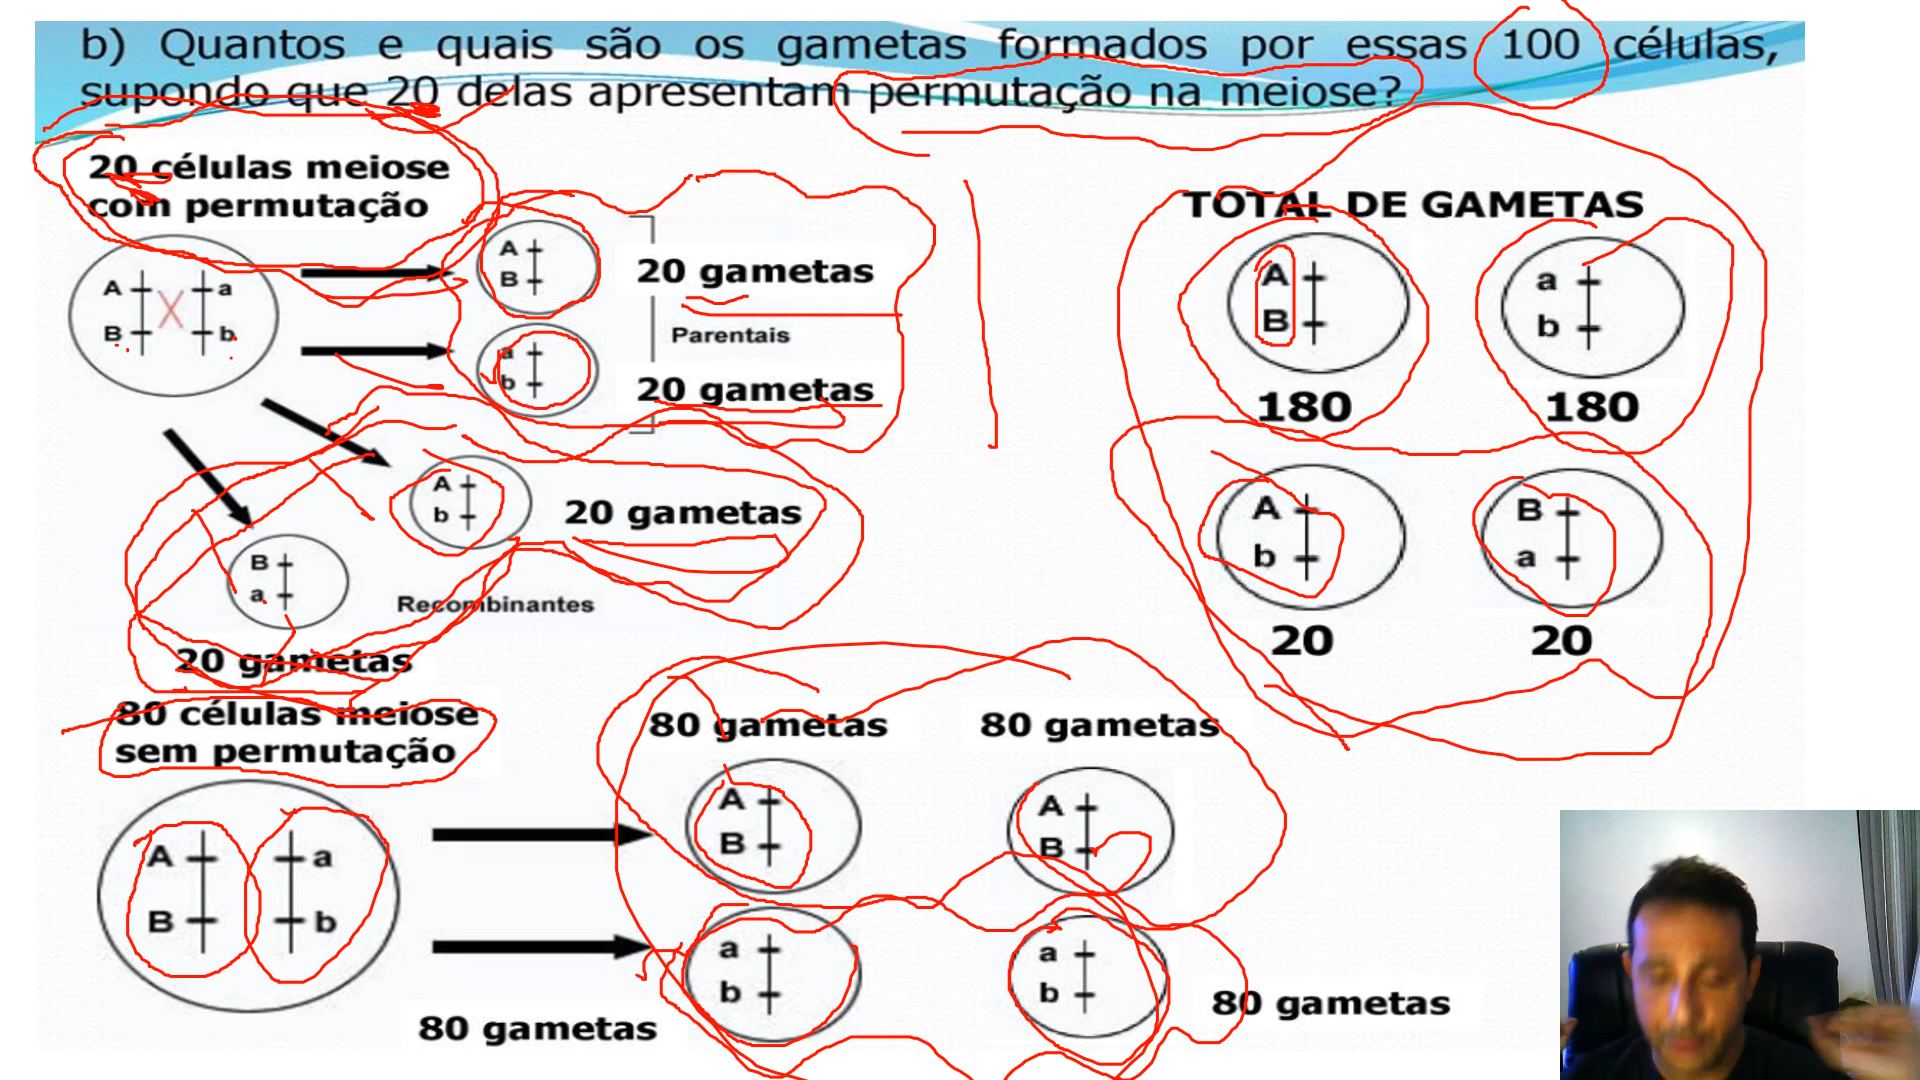 b) Quantos e quais são os gametas formados por essas 100 células,
supondo que 20 delas apresentam permutação na meiose?
20 células meiose
com permutação
A a
B b
A
B
20 gametas
Parentais
a
b
20 gametas
A
b
20 gametas
B
a
Recombinantes
20 gametas
TOTAL DE GAMETAS
A
B
180
a
b
180
A
b
20
B
a
20
80 células meiose
sem permutação
A a
B b
80 gametas
80 gametas
A
B
A
B
a
b
a
b
80 gametas
80 gametas